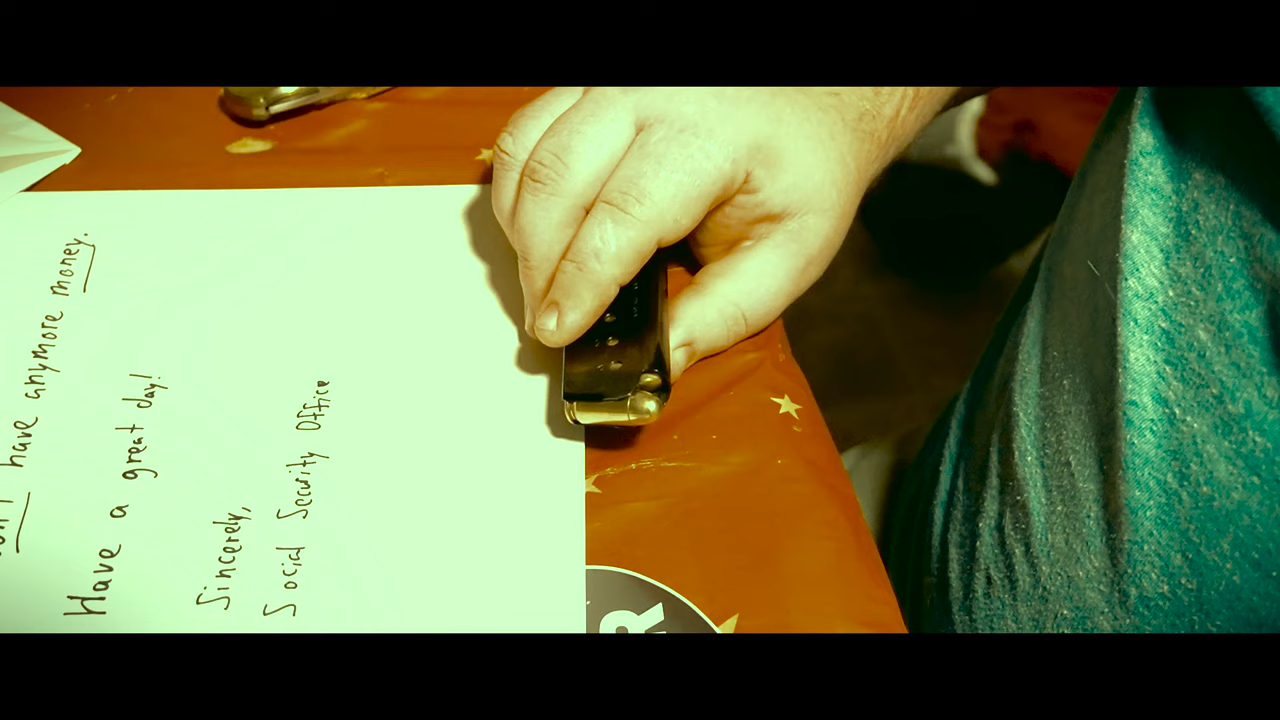 have anymore money.
Have a great day!
Sincerely,
Social Security Office
R